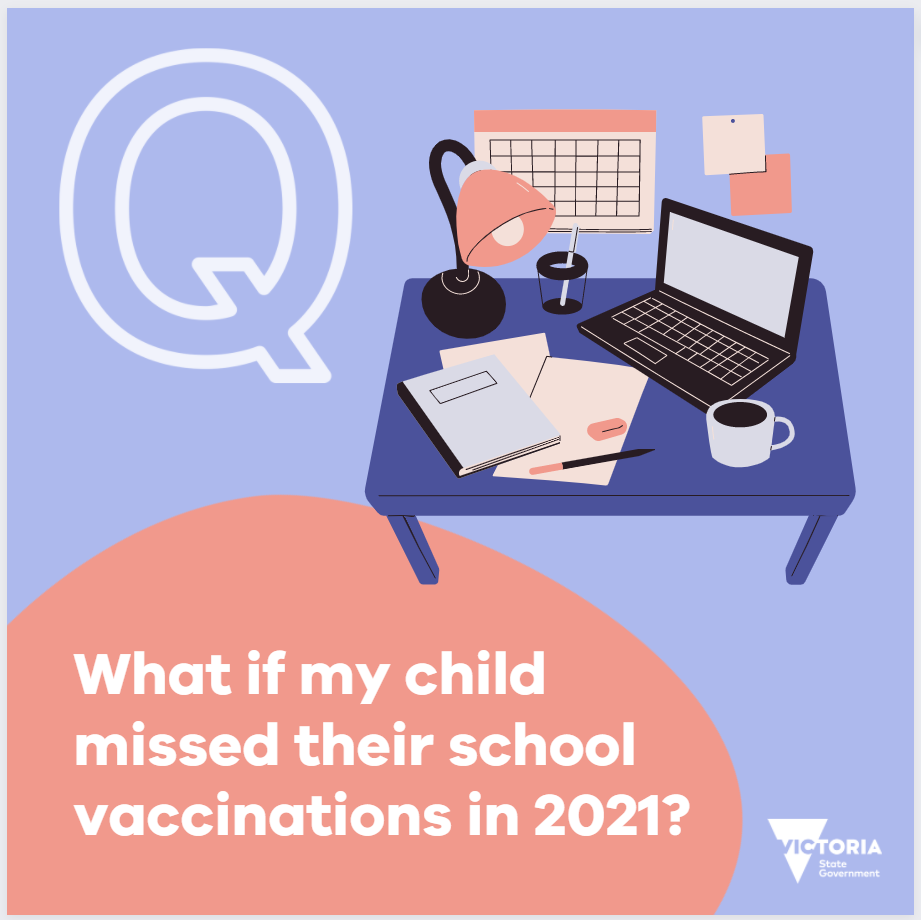 Q
What if my child
missed their school
vaccinations in 2021?
VICTORIA
State
Government